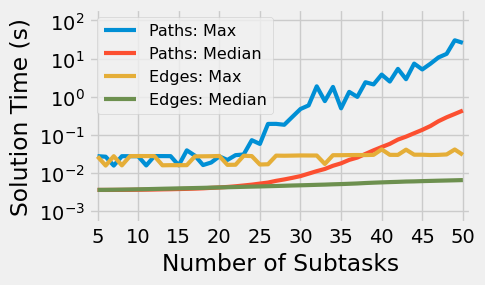 Solution Time (s)
10²
10¹
10⁰
10⁻¹
10⁻²
10⁻³
Paths: Max
Paths: Median
Edges: Max
Edges: Median
5 10 15 20 25 30 35 40 45 50
Number of Subtasks